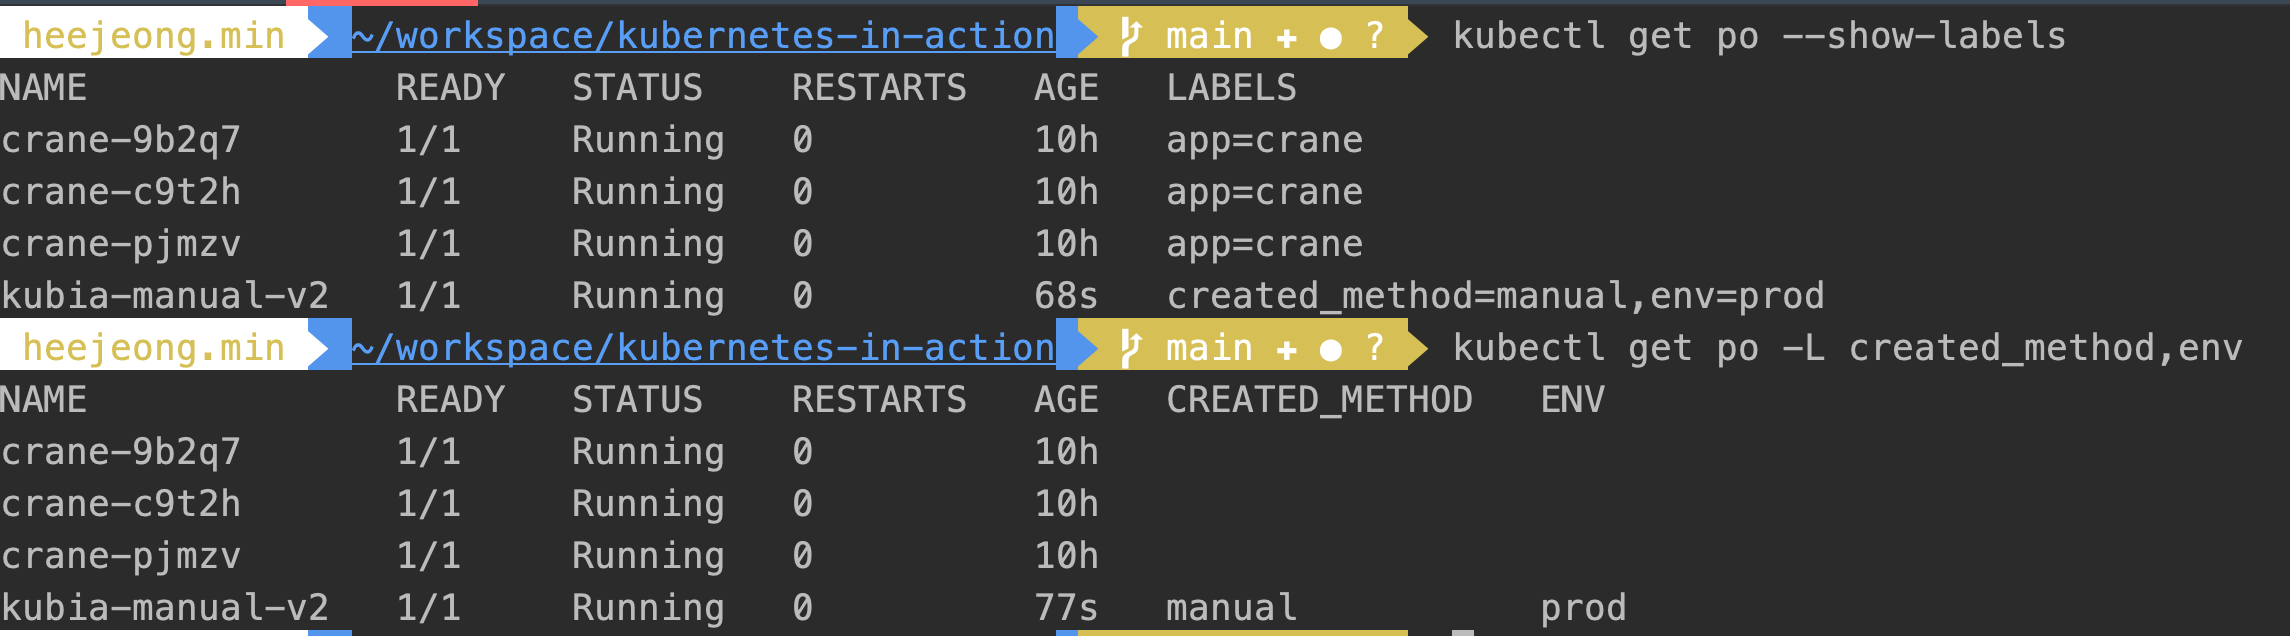 heejeong.min ~/workspace/kubernetes-in-action main + ● ? kubectl get po --show-labels
NAME READY STATUS RESTARTS AGE LABELS
crane-9b2q7 1/1 Running 0 10h app=crane
crane-c9t2h 1/1 Running 0 10h app=crane
crane-pjmzv 1/1 Running 0 10h app=crane
kubia-manual-v2 1/1 Running 0 68s created_method=manual,env=prod
heejeong.min ~/workspace/kubernetes-in-action main + ● ? kubectl get po -L created_method,env
NAME READY STATUS RESTARTS AGE CREATED_METHOD ENV
crane-9b2q7 1/1 Running 0 10h
crane-c9t2h 1/1 Running 0 10h
crane-pjmzv 1/1 Running 0 10h
kubia-manual-v2 1/1 Running 0 77s manual prod